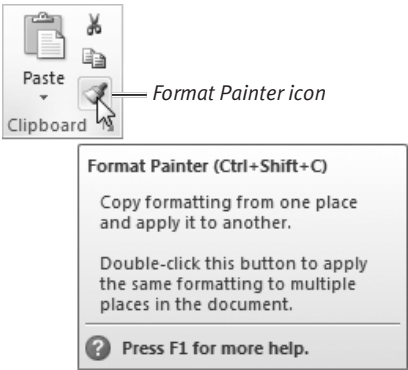 Paste
Format Painter icon
Clipboard
Format Painter (Ctrl+Shift+C)
Copy formatting from one place
and apply it to another.
Double-click this button to apply
the same formatting to multiple
places in the document.
Press F1 for more help.